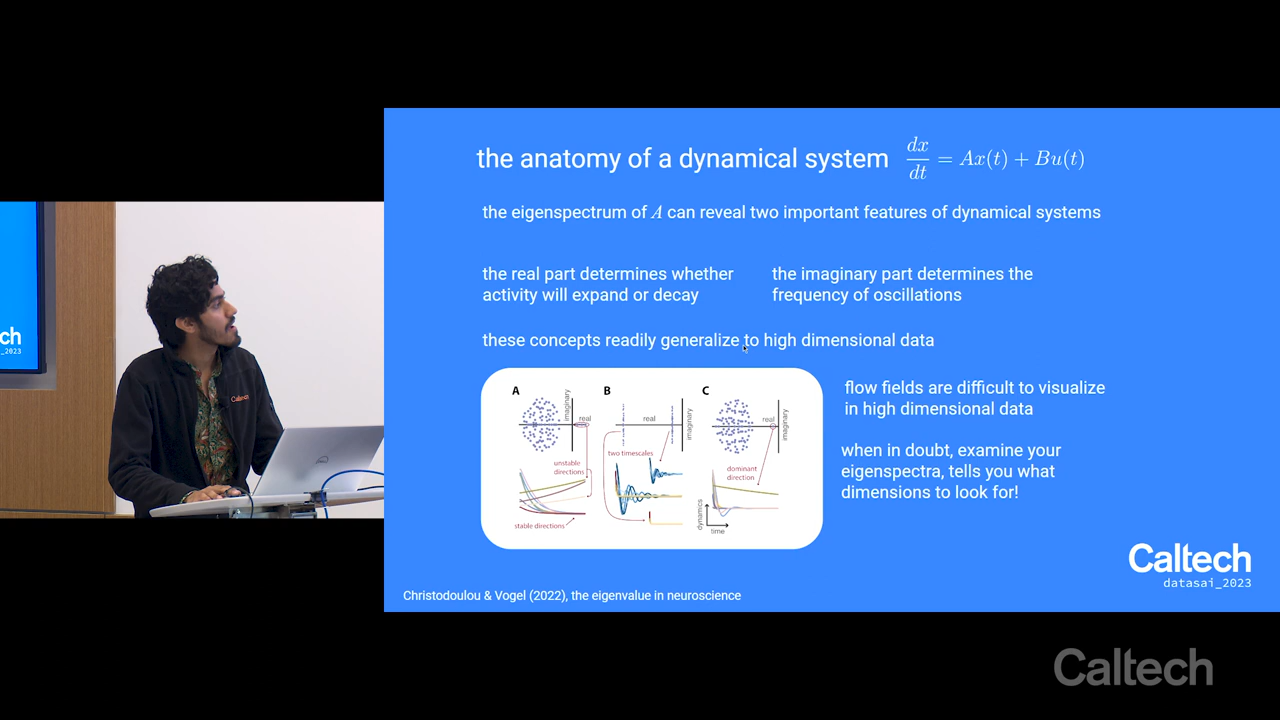 the anatomy of a dynamical system
dx/dt = Ax(t) + Bu(t)
the eigenspectrum of A can reveal two important features of dynamical systems
the real part determines whether
activity will expand or decay
the imaginary part determines the
frequency of oscillations
these concepts readily generalize to high dimensional data
A
imaginary
real
unstable
directions
stable directions
B
real
imaginary
two timescales
C
real
imaginary
dominant
direction
dynamics
time
flow fields are difficult to visualize
in high dimensional data
when in doubt, examine your
eigenspectra, tells you what
dimensions to look for!
Caltech
datasai_2023
Christodoulou & Vogel (2022), the eigenvalue in neuroscience
Caltech
ch
_2023
Caltech